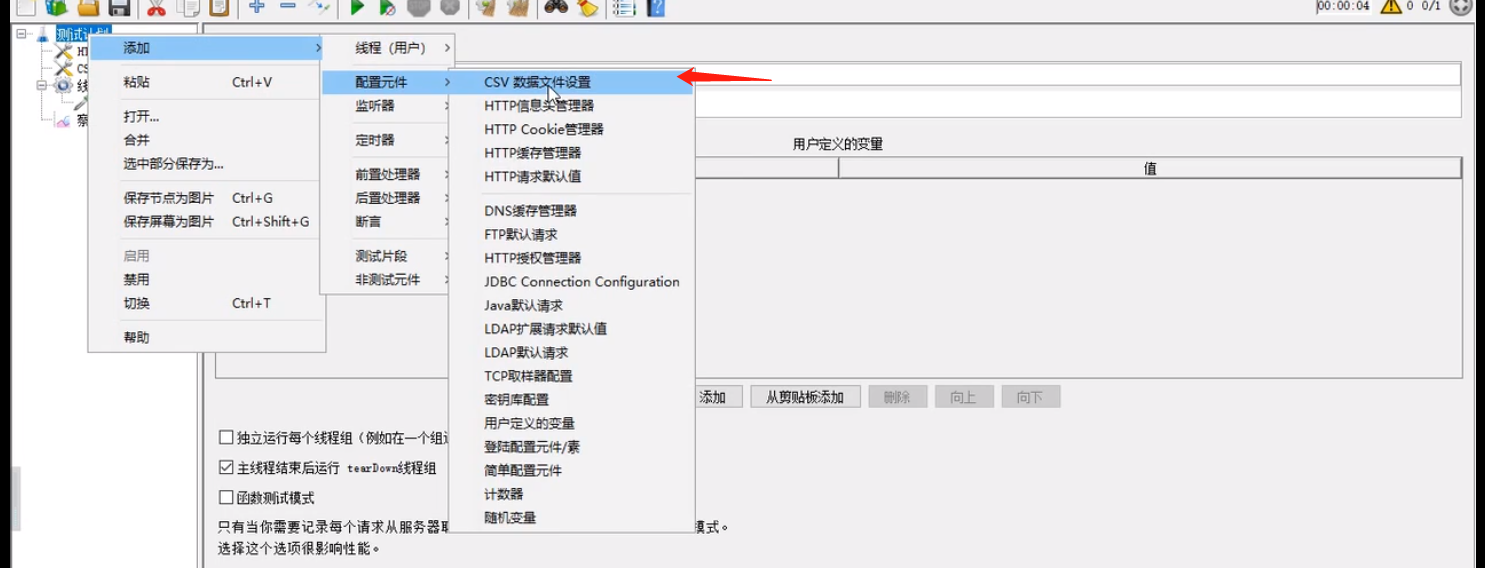 00:00:04
0 0/1
测试计划
添加
粘贴 Ctrl+V
打开...
合并
选中部分保存为...
保存节点为图片 Ctrl+G
保存屏幕为图片 Ctrl+Shift+G
启用
禁用
切换 Ctrl+T
帮助
线程（用户）
配置元件
监听器
定时器
前置处理器
后置处理器
断言
测试片段
非测试元件
CSV 数据文件设置
HTTP信息头管理器
HTTP Cookie管理器
HTTP缓存管理器
HTTP请求默认值
DNS缓存管理器
FTP默认请求
HTTP授权管理器
JDBC Connection Configuration
Java默认请求
LDAP扩展请求默认值
LDAP默认请求
TCP取样器配置
密钥库配置
用户定义的变量
登陆配置元件/素
简单配置元件
计数器
随机变量
用户定义的变量
值
添加 从剪贴板添加 删除 向上 向下
独立运行每个线程组（例如在一个组
主线程结束后运行 tearDown线程组
函数测试模式
只有当你需要记录每个请求从服务器取 模式。
选择这个选项很影响性能。